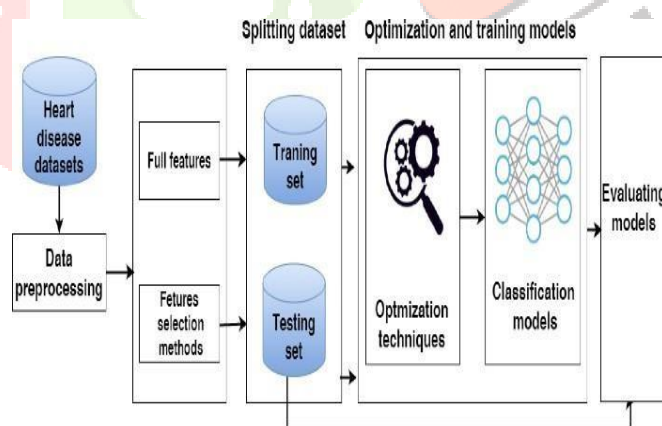 Splitting dataset
Optimization and training models
Heart
disease
datasets
Data
preprocessing
Full features
Fetures
selection
methods
Traning
set
Testing
set
Optmization
techniques
Classification
models
Evaluating
models